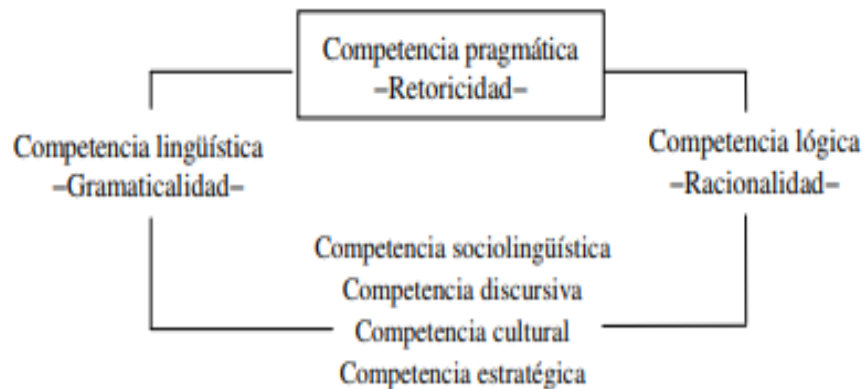 Competencia pragmática
–Retoricidad–
Competencia lingüística
–Gramaticalidad–
Competencia lógica
–Racionalidad–
Competencia sociolingüística
Competencia discursiva
Competencia cultural
Competencia estratégica